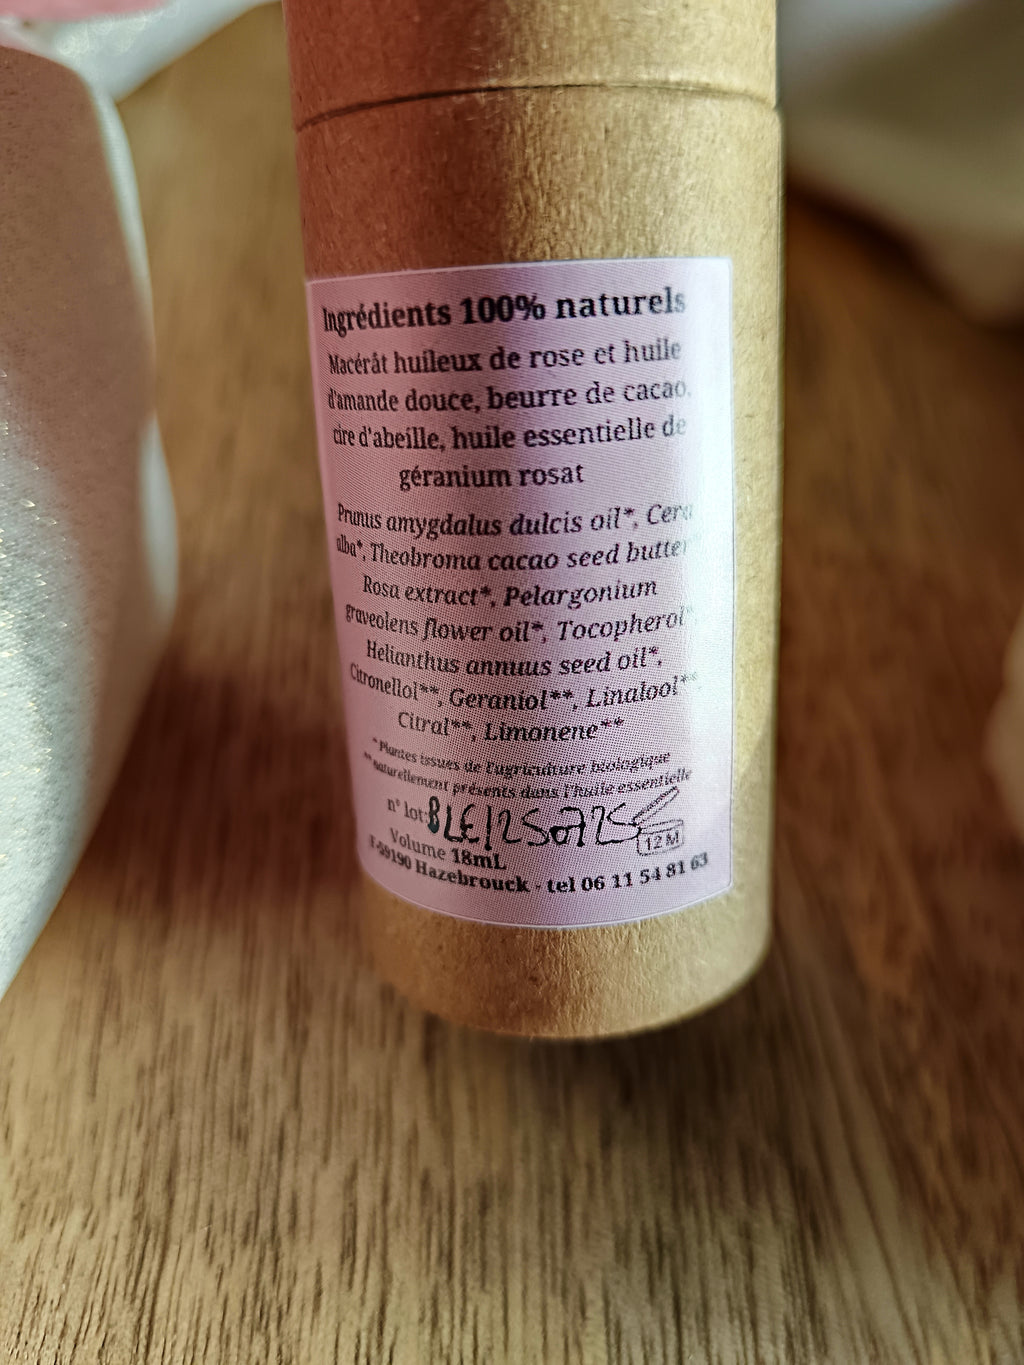 Ingrédients 100% naturels
Macérât huileux de rose et huile
d'amande douce, beurre de cacao,
cire d'abeille, huile essentielle de
géranium rosat
Prunus amygdalus dulcis oil*, Cera
alba*, Theobroma cacao seed butter
Rosa extract*, Pelargonium
graveolens flower oil*, Tocopherol*
Helianthus annuus seed oil*,
Citronellol**, Geraniol**, Linalool**
Citral**, Limonene**
* Plantes issues de l'agriculture biologique
** naturellement présents dans l'huile essentielle
n° lot:
12 M
Volume 18mL
F-59190 Hazebrouck - tel 06 11 54 81 63